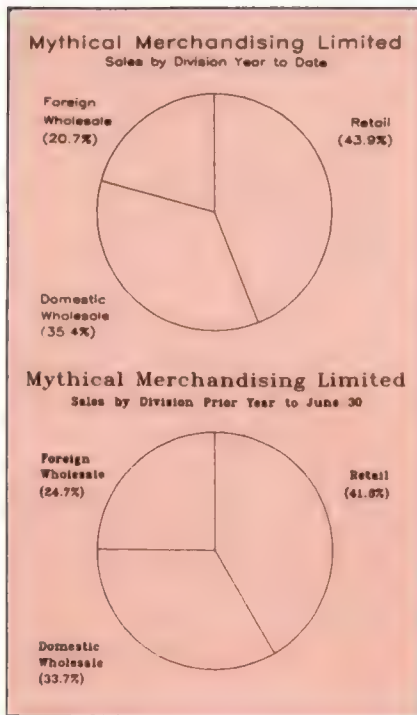 Mythical Merchandising Limited
Sales by Division Year to Date
Foreign
Wholesale
(20.7%)
Retail
(43.9%)
Domestic
Wholesale
(35.4%)
Mythical Merchandising Limited
Sales by Division Prior Year to June 30
Foreign
Wholesale
(24.7%)
Retail
(41.6%)
Domestic
Wholesale
(33.7%)